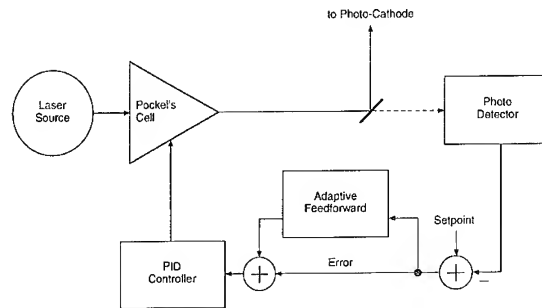 to Photo-Cathode
Laser
Source
Pockel's
Cell
Photo
Detector
Adaptive
Feedforward
Setpoint
Error
PID
Controller